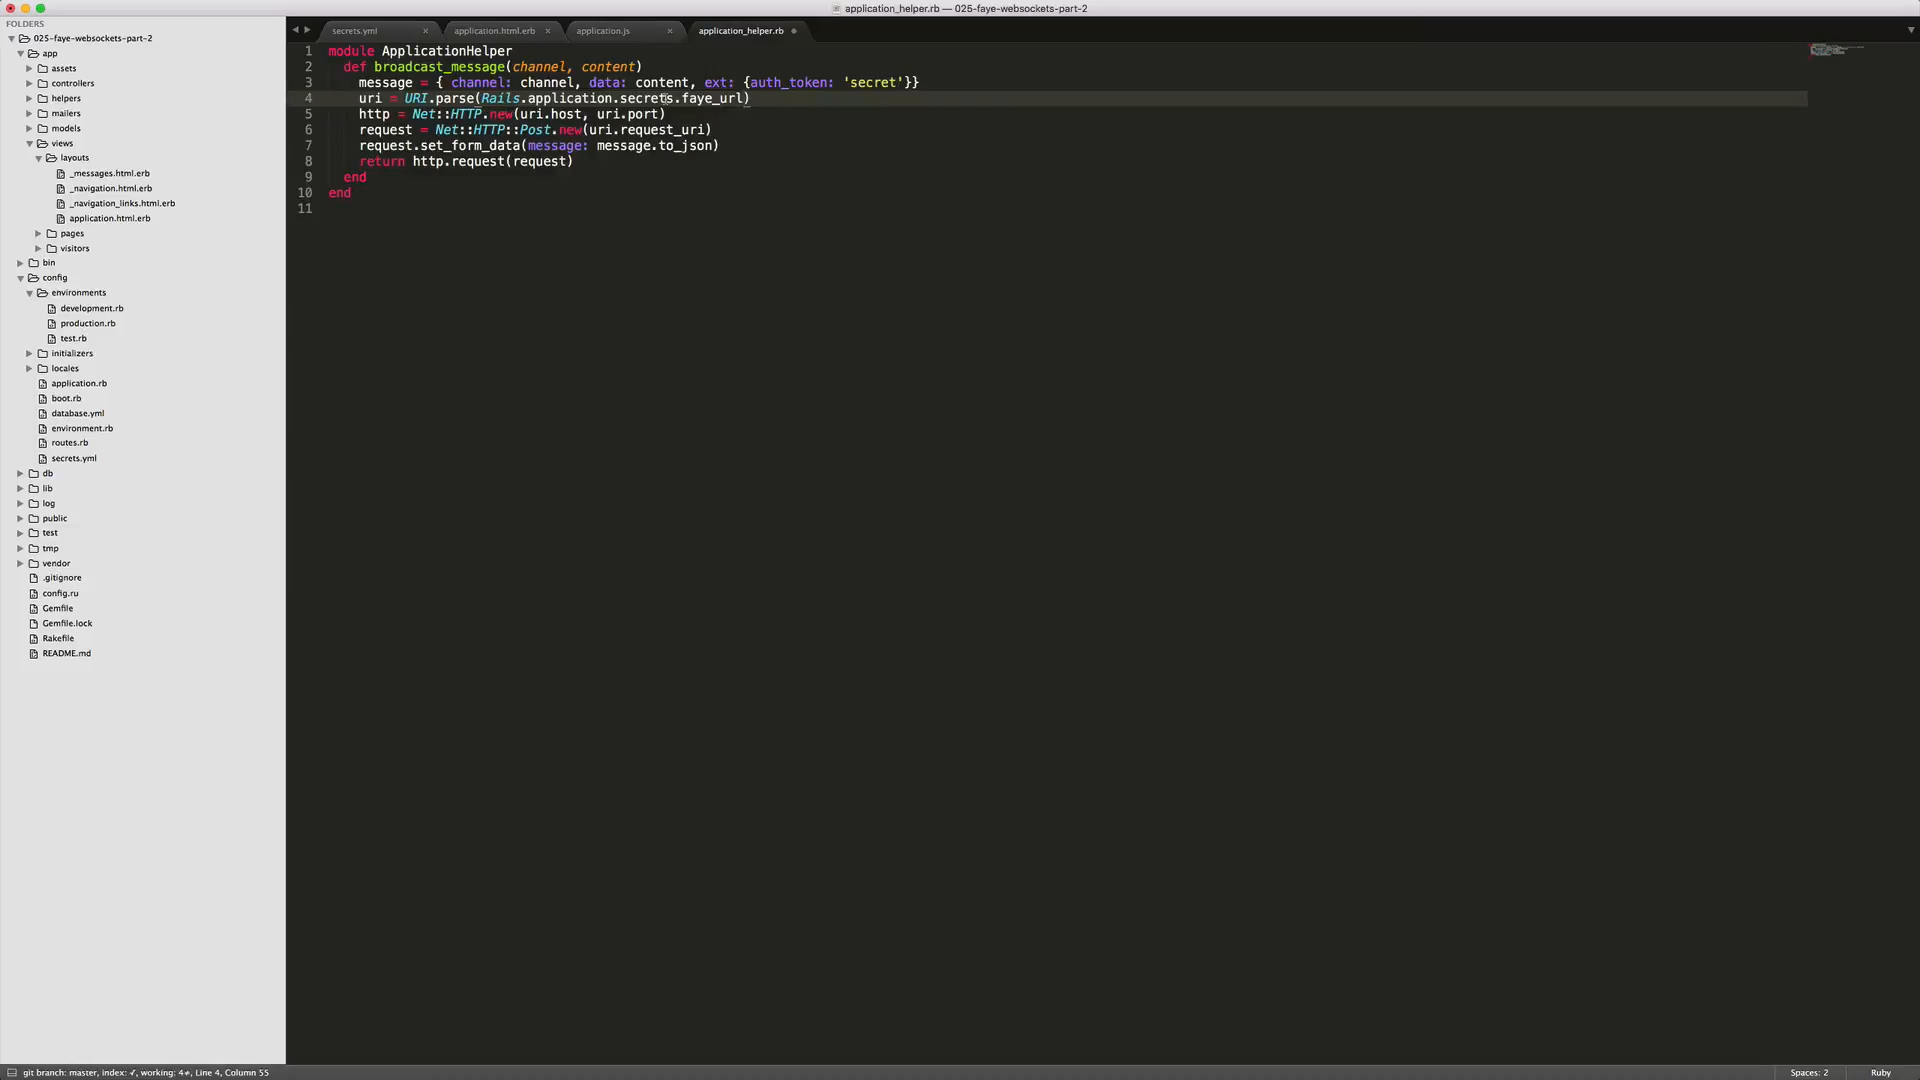 application_helper.rb — 025-faye-websockets-part-2
FOLDERS
025-faye-websockets-part-2
app
assets
controllers
helpers
mailers
models
views
layouts
_messages.html.erb
_navigation.html.erb
_navigation_links.html.erb
application.html.erb
pages
visitors
bin
config
environments
development.rb
production.rb
test.rb
initializers
locales
application.rb
boot.rb
database.yml
environment.rb
routes.rb
secrets.yml
db
lib
log
public
test
tmp
vendor
.gitignore
config.ru
Gemfile
Gemfile.lock
Rakefile
README.md
secrets.yml
application.html.erb
application.js
application_helper.rb
1 module ApplicationHelper
2   def broadcast_message(channel, content)
3     message = { channel: channel, data: content, ext: {auth_token: 'secret'}}
4     uri = URI.parse(Rails.application.secrets.faye_url)
5     http = Net::HTTP.new(uri.host, uri.port)
6     request = Net::HTTP::Post.new(uri.request_uri)
7     request.set_form_data(message: message.to_json)
8     return http.request(request)
9   end
10 end
11
git branch: master, index: ✓, working: 4≠, Line 4, Column 55
Spaces: 2
Ruby